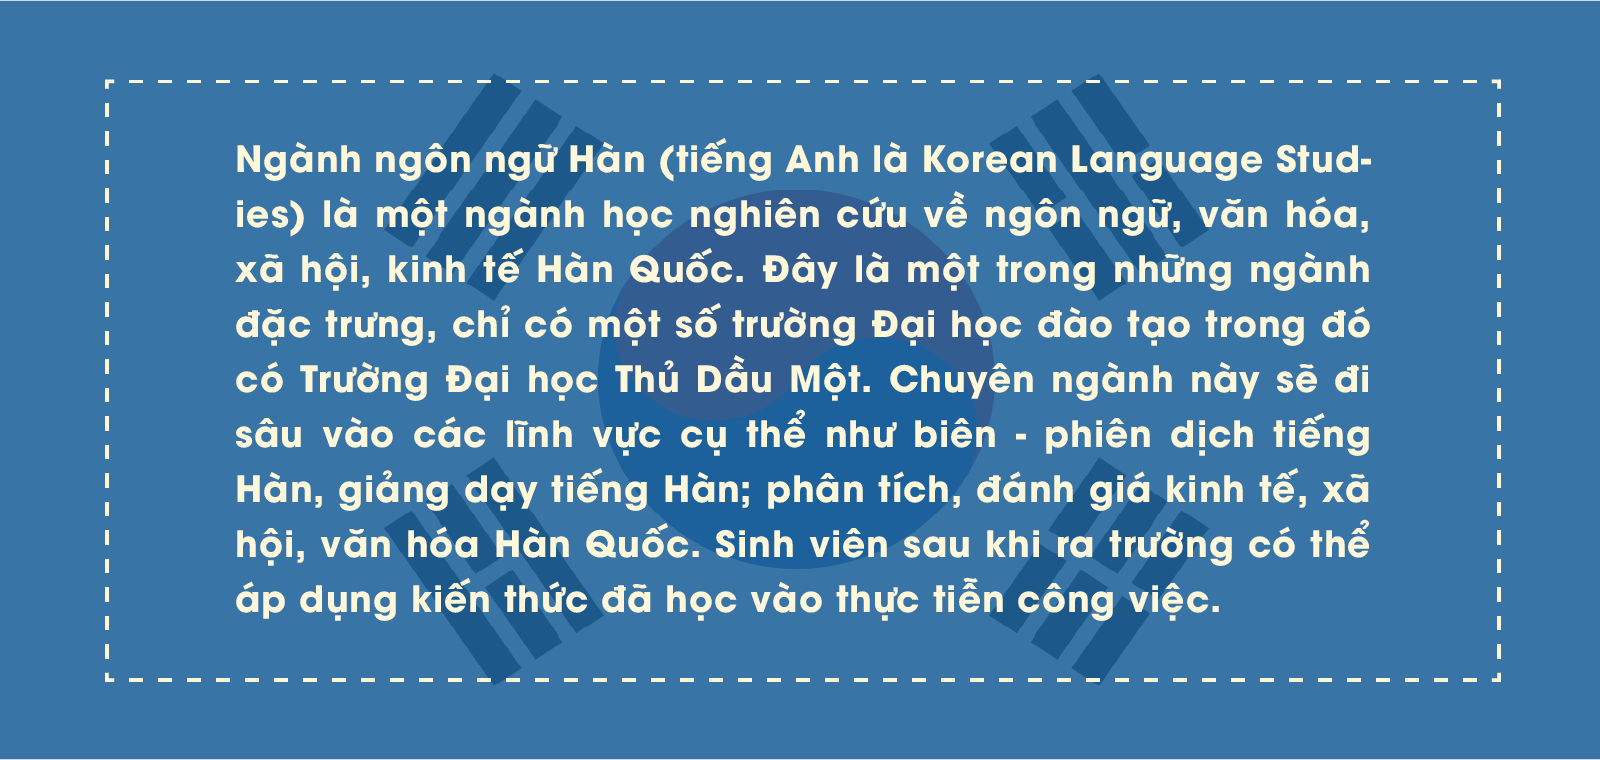 Ngành ngôn ngữ Hàn (tiếng Anh là Korean Language Stud-
ies) là một ngành học nghiên cứu về ngôn ngữ, văn hóa,
xã hội, kinh tế Hàn Quốc. Đây là một trong những ngành
đặc trưng, chỉ có một số trường Đại học đào tạo trong đó
có Trường Đại học Thủ Dầu Một. Chuyên ngành này sẽ đi
sâu vào các lĩnh vực cụ thể như biên - phiên dịch tiếng
Hàn, giảng dạy tiếng Hàn; phân tích, đánh giá kinh tế, xã
hội, văn hóa Hàn Quốc. Sinh viên sau khi ra trường có thể
áp dụng kiến thức đã học vào thực tiễn công việc.